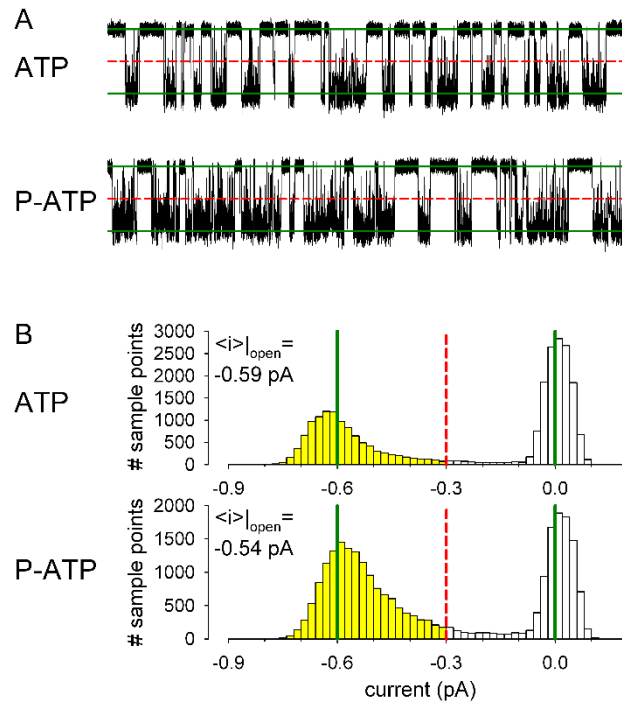 A
ATP
P-ATP
B
ATP
# sample points
3000
2500
2000
1500
1000
500
0
<i>|open=
-0.59 pA
-0.9
-0.6
-0.3
0.0
P-ATP
# sample points
2000
1500
1000
500
0
<i>|open=
-0.54 pA
-0.9
-0.6
-0.3
0.0
current (pA)